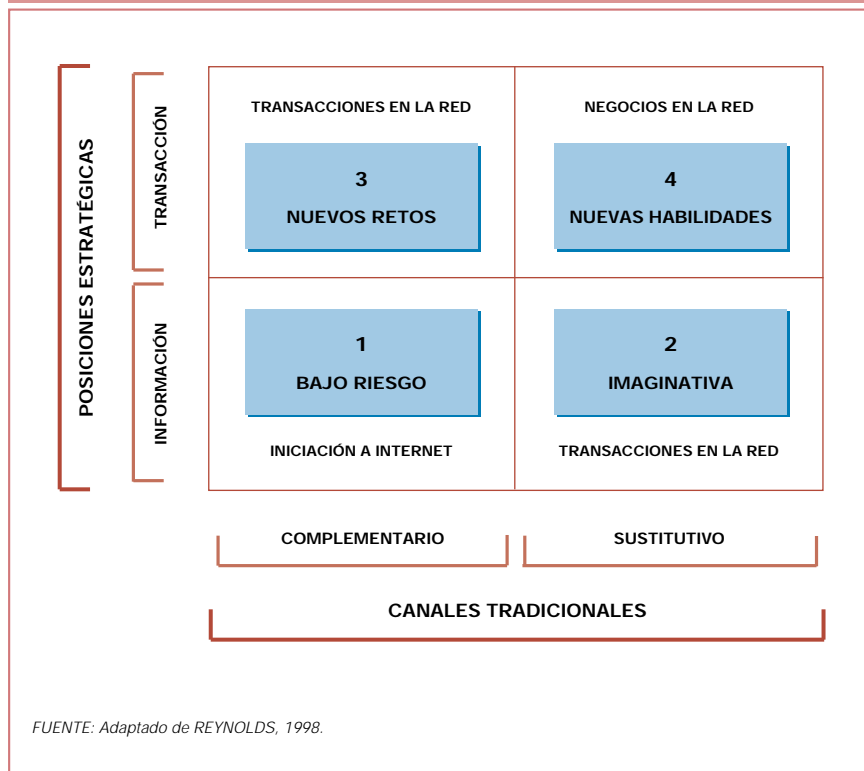 POSICIONES ESTRATÉGICAS
TRANSACCIÓN
TRANSACCIONES EN LA RED
3
NUEVOS RETOS
NEGOCIOS EN LA RED
4
NUEVAS HABILIDADES
INFORMACIÓN
1
BAJO RIESGO
INICIACIÓN A INTERNET
2
IMAGINATIVA
TRANSACCIONES EN LA RED
COMPLEMENTARIO
SUSTITUTIVO
CANALES TRADICIONALES
FUENTE: Adaptado de REYNOLDS, 1998.